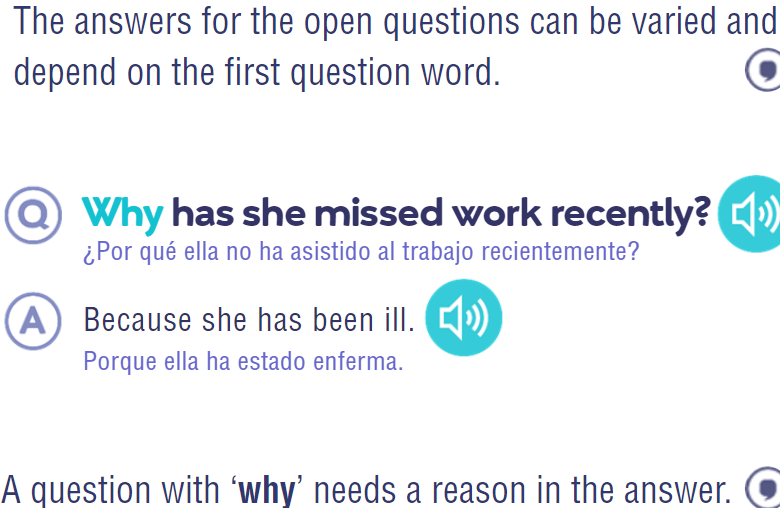 The answers for the open questions can be varied and
depend on the first question word.
Q Why has she missed work recently?
¿Por qué ella no ha asistido al trabajo recientemente?
A Because she has been ill.
Porque ella ha estado enferma.
A question with ‘why’ needs a reason in the answer.